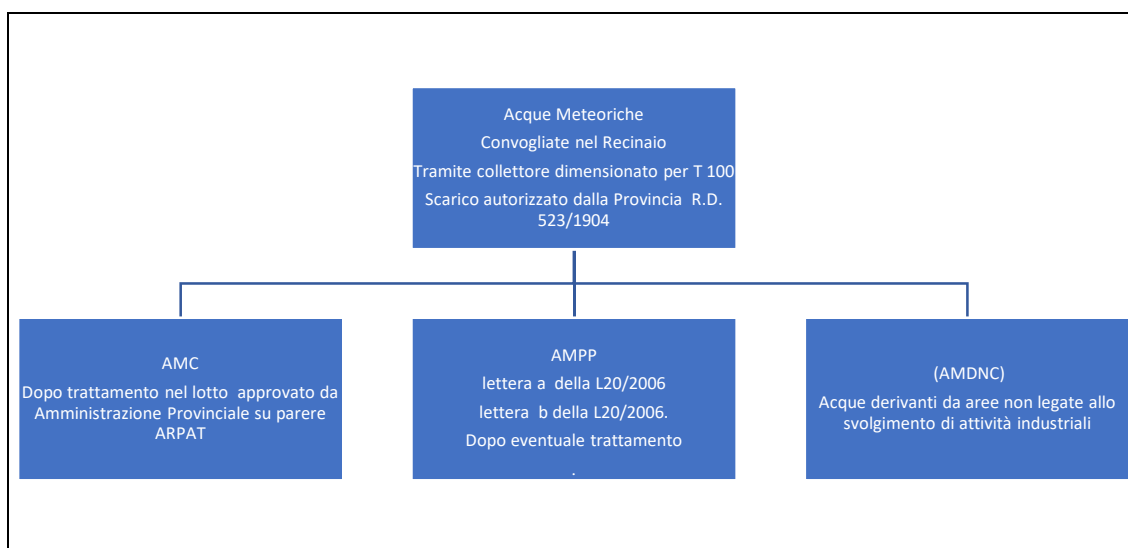 Acque Meteoriche
Convogliate nel Recinaio
Tramite collettore dimensionato per T 100
Scarico autorizzato dalla Provincia R.D.
523/1904
AMC
Dopo trattamento nel lotto approvato da
Amministrazione Provinciale su parere
ARPAT
AMPP
lettera a della L20/2006
lettera b della L20/2006.
Dopo eventuale trattamento
.
(AMDNC)
Acque derivanti da aree non legate allo
svolgimento di attività industriali